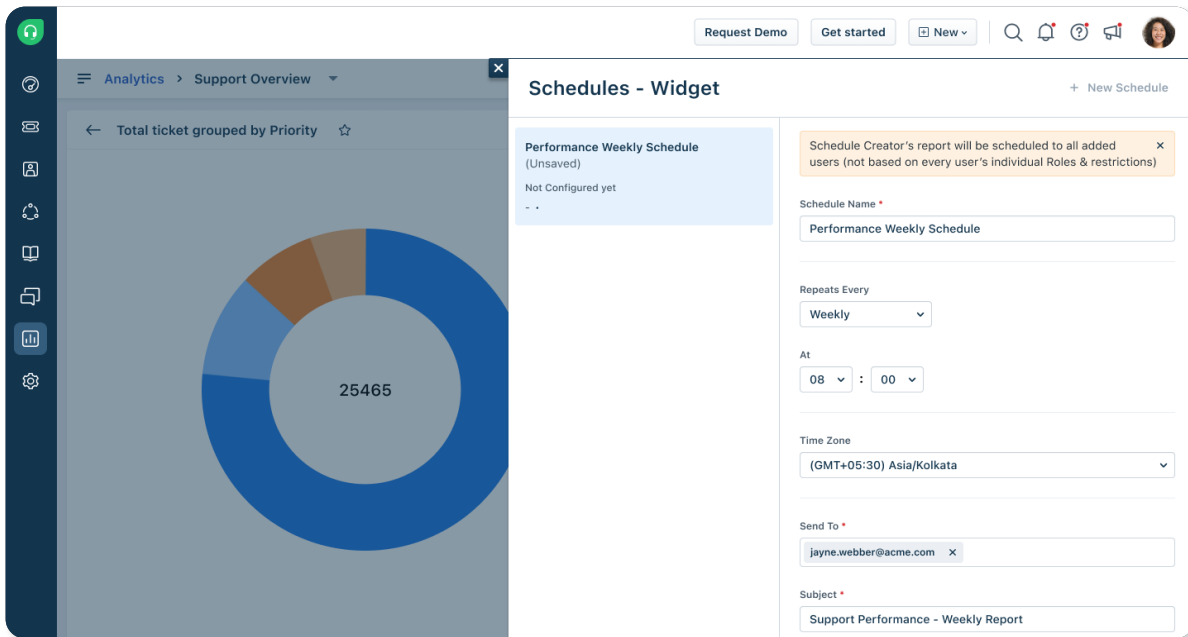 Request Demo
Get started
New
Analytics > Support Overview
Total ticket grouped by Priority
25465
Schedules - Widget
+ New Schedule
Performance Weekly Schedule
(Unsaved)
Not Configured yet
- •
Schedule Creator's report will be scheduled to all added
users (not based on every user's individual Roles & restrictions)
Schedule Name *
Performance Weekly Schedule
Repeats Every
Weekly
At
08 : 00
Time Zone
(GMT+05:30) Asia/Kolkata
Send To *
jayne.webber@acme.com
Subject *
Support Performance - Weekly Report